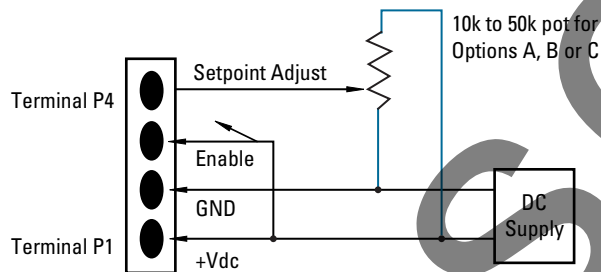 10k to 50k pot for
Options A, B or C
Setpoint Adjust
Terminal P4
Enable
GND
DC
Supply
Terminal P1
+Vdc